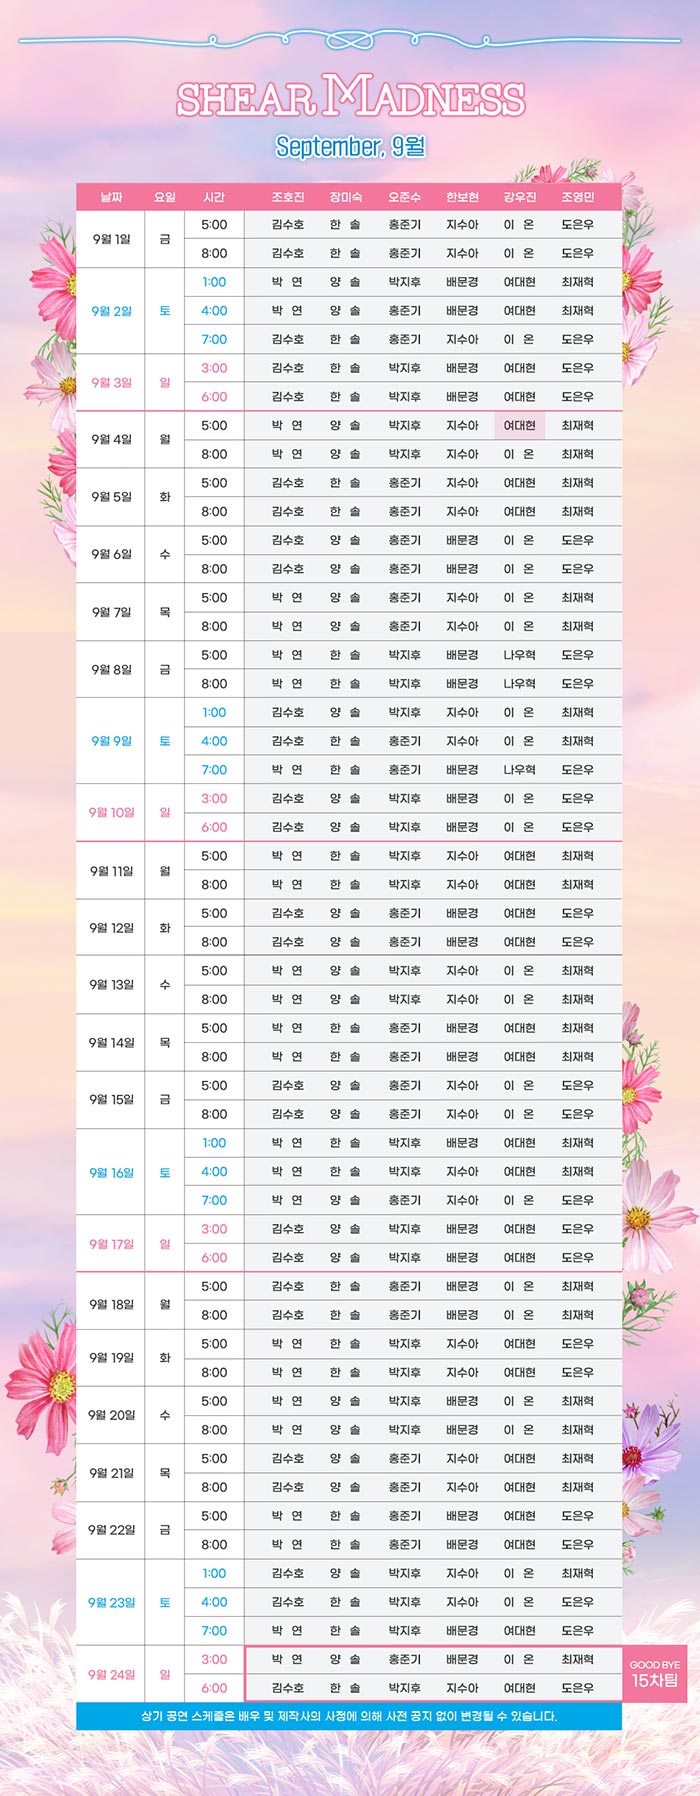 SHEAR MADNESS
September, 9월
날짜 요일 시간 조호진 장미숙 오준수 한보현 강우진 조영민
9월 1일 금 5:00 김수호 한 솔 홍준기 지수아 이 온 도은우
8:00 김수호 한 솔 홍준기 지수아 이 온 도은우
9월 2일 토 1:00 박 연 양 솔 박지후 배문경 여대현 최재혁
4:00 박 연 양 솔 홍준기 배문경 여대현 최재혁
7:00 김수호 한 솔 홍준기 지수아 이 온 도은우
9월 3일 일 3:00 김수호 한 솔 박지후 배문경 여대현 도은우
6:00 김수호 한 솔 박지후 배문경 여대현 도은우
9월 4일 월 5:00 박 연 양 솔 박지후 지수아 여대현 최재혁
8:00 박 연 양 솔 박지후 지수아 이 온 최재혁
9월 5일 화 5:00 김수호 한 솔 홍준기 지수아 여대현 최재혁
8:00 김수호 한 솔 홍준기 지수아 여대현 최재혁
9월 6일 수 5:00 김수호 양 솔 홍준기 배문경 이 온 도은우
8:00 김수호 양 솔 홍준기 배문경 이 온 도은우
9월 7일 목 5:00 박 연 양 솔 홍준기 지수아 이 온 최재혁
8:00 박 연 양 솔 홍준기 지수아 이 온 최재혁
9월 8일 금 5:00 박 연 한 솔 박지후 배문경 나우혁 도은우
8:00 박 연 한 솔 박지후 배문경 나우혁 도은우
9월 9일 토 1:00 김수호 양 솔 박지후 지수아 이 온 최재혁
4:00 김수호 한 솔 홍준기 지수아 이 온 최재혁
7:00 박 연 한 솔 홍준기 배문경 나우혁 도은우
9월 10일 일 3:00 김수호 양 솔 박지후 배문경 이 온 도은우
6:00 김수호 양 솔 박지후 배문경 이 온 도은우
9월 11일 월 5:00 박 연 한 솔 박지후 지수아 여대현 최재혁
8:00 박 연 한 솔 박지후 지수아 여대현 최재혁
9월 12일 화 5:00 김수호 양 솔 홍준기 배문경 여대현 도은우
8:00 김수호 양 솔 홍준기 배문경 여대현 도은우
9월 13일 수 5:00 박 연 양 솔 박지후 지수아 이 온 최재혁
8:00 박 연 양 솔 박지후 지수아 이 온 최재혁
9월 14일 목 5:00 박 연 한 솔 홍준기 배문경 여대현 최재혁
8:00 박 연 한 솔 홍준기 배문경 여대현 최재혁
9월 15일 금 5:00 김수호 양 솔 홍준기 지수아 이 온 도은우
8:00 김수호 양 솔 홍준기 지수아 이 온 도은우
9월 16일 토 1:00 박 연 한 솔 박지후 배문경 여대현 최재혁
4:00 박 연 한 솔 박지후 지수아 여대현 최재혁
7:00 박 연 양 솔 홍준기 지수아 이 온 도은우
9월 17일 일 3:00 김수호 양 솔 박지후 배문경 여대현 도은우
6:00 김수호 양 솔 박지후 배문경 여대현 도은우
9월 18일 월 5:00 김수호 한 솔 홍준기 배문경 이 온 최재혁
8:00 김수호 한 솔 홍준기 배문경 이 온 최재혁
9월 19일 화 5:00 박 연 한 솔 박지후 지수아 여대현 도은우
8:00 박 연 한 솔 박지후 지수아 여대현 도은우
9월 20일 수 5:00 박 연 양 솔 박지후 배문경 이 온 최재혁
8:00 박 연 양 솔 박지후 배문경 이 온 최재혁
9월 21일 목 5:00 김수호 양 솔 홍준기 지수아 여대현 최재혁
8:00 김수호 양 솔 홍준기 지수아 여대현 최재혁
9월 22일 금 5:00 박 연 한 솔 홍준기 배문경 여대현 도은우
8:00 박 연 한 솔 홍준기 배문경 여대현 도은우
9월 23일 토 1:00 김수호 양 솔 박지후 지수아 이 온 최재혁
4:00 김수호 한 솔 박지후 지수아 이 온 도은우
7:00 박 연 한 솔 홍준기 배문경 여대현 도은우
9월 24일 일 3:00 박 연 양 솔 홍준기 배문경 이 온 최재혁
6:00 김수호 한 솔 박지후 지수아 여대현 도은우
GOOD BYE
15차팀
상기 공연 스케줄은 배우 및 제작사의 사정에 의해 사전 공지 없이 변경될 수 있습니다.